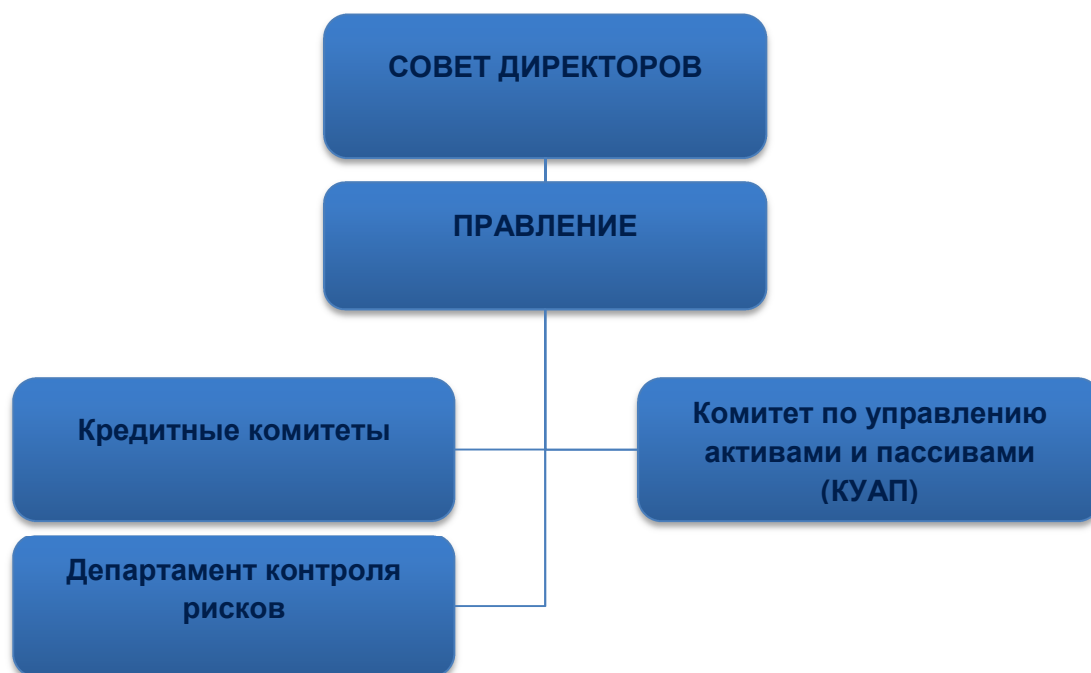 СОВЕТ ДИРЕКТОРОВ
ПРАВЛЕНИЕ
Кредитные комитеты
Комитет по управлению
активами и пассивами
(КУАП)
Департамент контроля
рисков